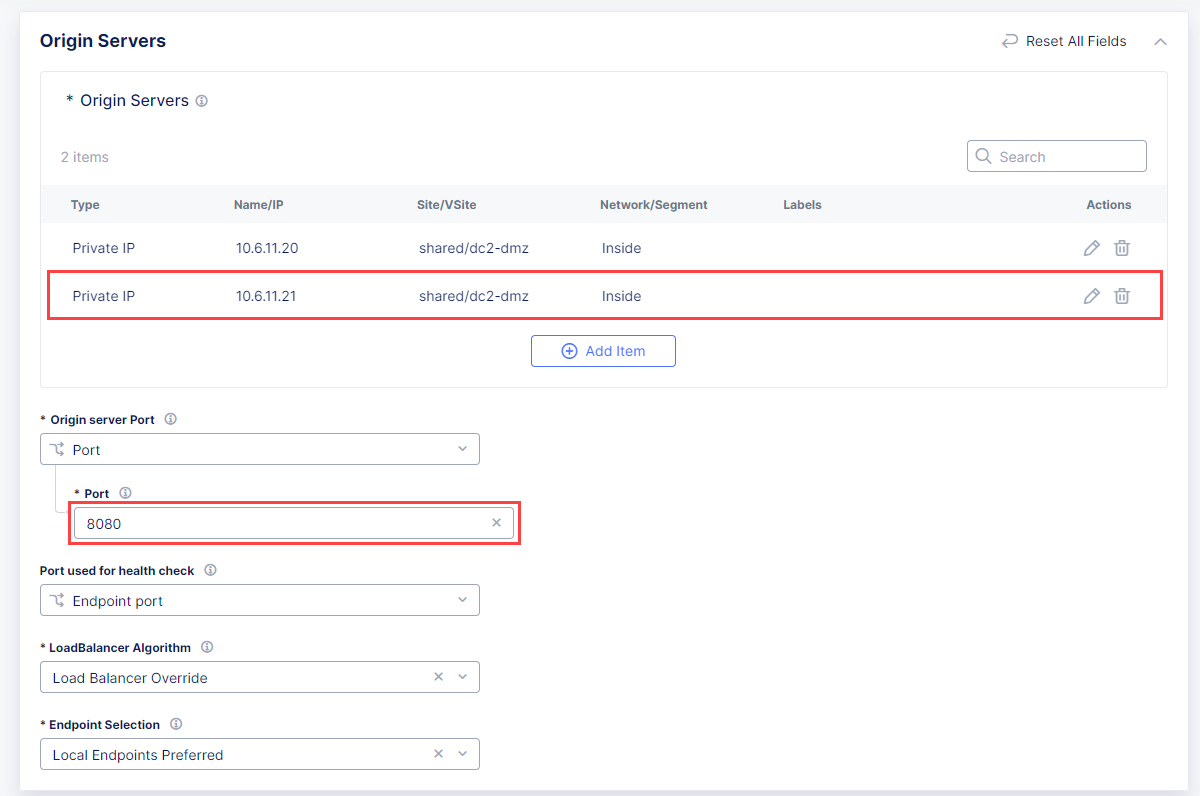 Origin Servers Reset All Fields
* Origin Servers
2 items Search
Type Name/IP Site/VSite Network/Segment Labels Actions
Private IP 10.6.11.20 shared/dc2-dmz Inside
Private IP 10.6.11.21 shared/dc2-dmz Inside
Add Item
* Origin server Port
Port
* Port
8080
Port used for health check
Endpoint port
* LoadBalancer Algorithm
Load Balancer Override
* Endpoint Selection
Local Endpoints Preferred